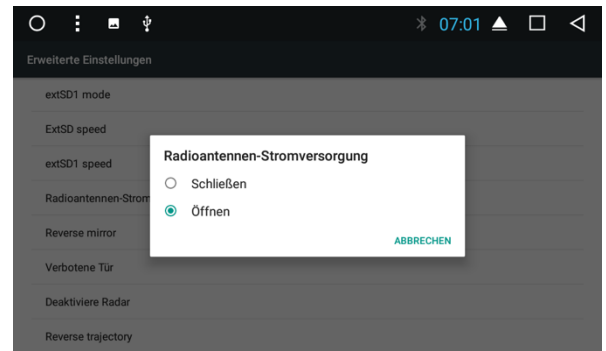 07:01
Erweiterte Einstellungen
extSD1 mode
ExtSD speed
extSD1 speed
Radioantennen-Strom
Reverse mirror
Verbotene Tür
Deaktiviere Radar
Reverse trajectory
Radioantennen-Stromversorgung
Schließen
Öffnen
ABBRECHEN